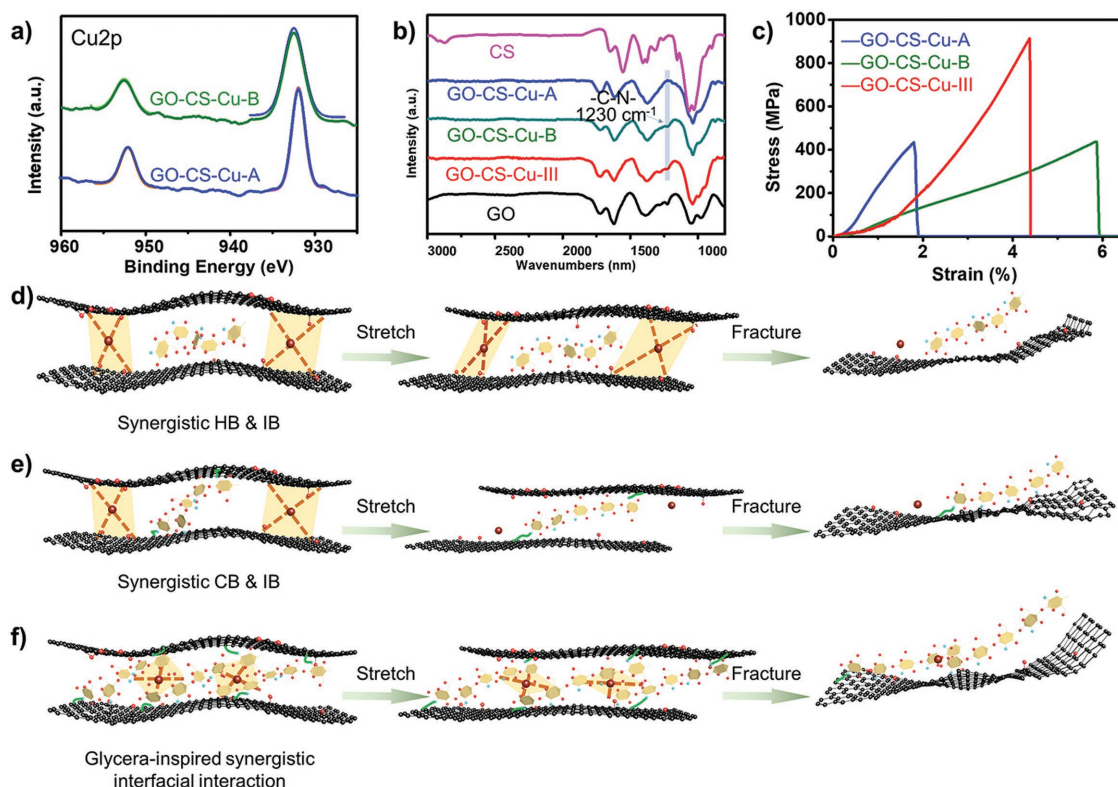 a)
Cu2p
GO-CS-Cu-B
GO-CS-Cu-A
Intensity (a.u.)
960
950
940
930
Binding Energy (eV)
b)
CS
GO-CS-Cu-A
-C-N-
1230 cm⁻¹
GO-CS-Cu-B
GO-CS-Cu-III
GO
Intensity (a.u.)
3000
2500
2000
1500
1000
Wavenumbers (nm)
c)
GO-CS-Cu-A
GO-CS-Cu-B
GO-CS-Cu-III
Stress (MPa)
1000
800
600
400
200
0
0
2
4
6
Strain (%)
d)
Stretch
Fracture
Synergistic HB & IB
e)
Stretch
Fracture
Synergistic CB & IB
f)
Stretch
Fracture
Glycera-inspired synergistic
interfacial interaction